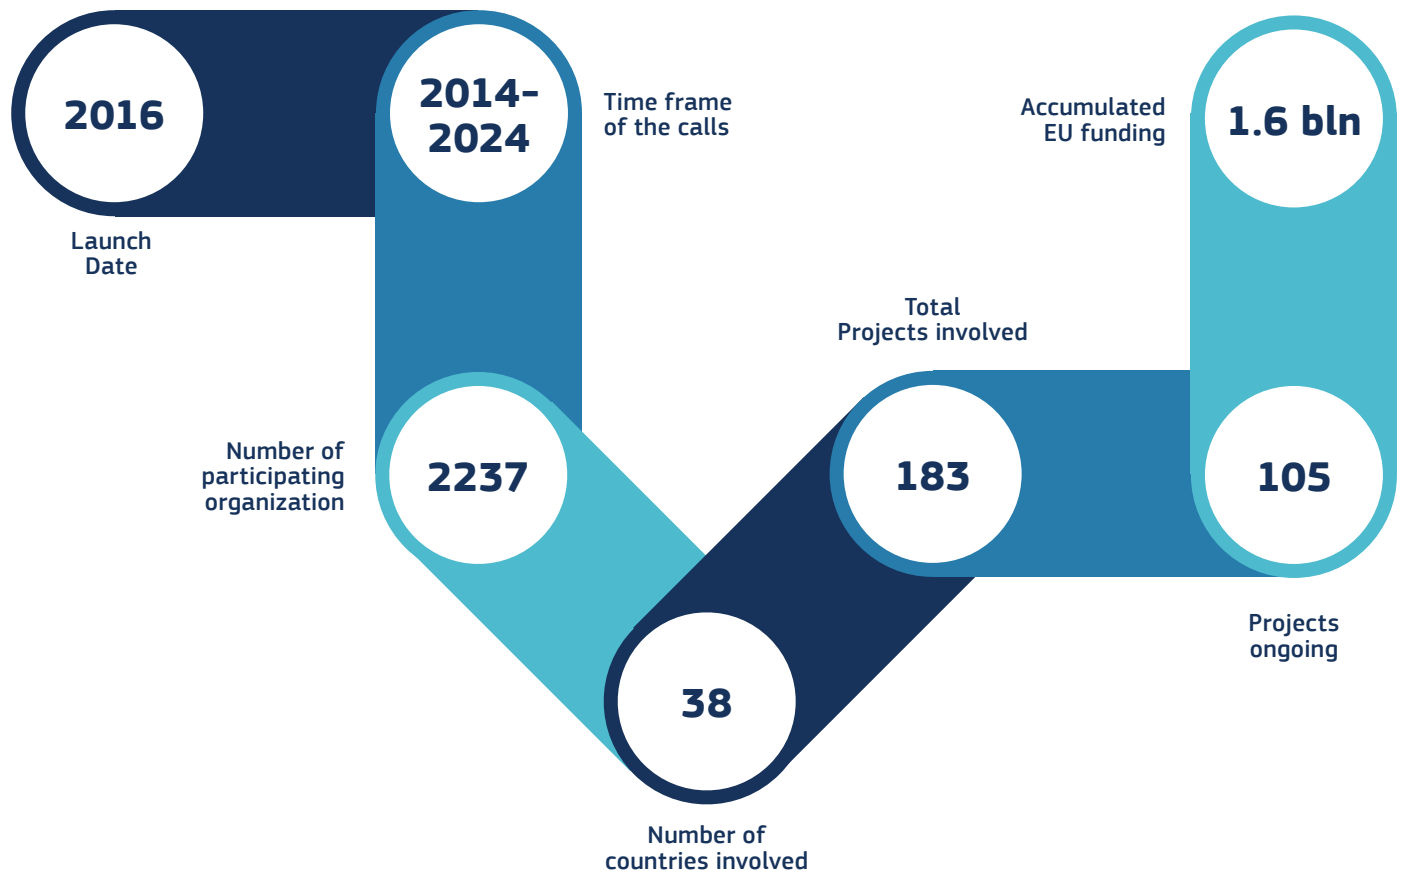 2016
Launch
Date
2014-
2024
Time frame
of the calls
Number of
participating
organization
2237
38
Number of
countries involved
Total
Projects involved
183
105
Projects
ongoing
Accumulated
EU funding
1.6 bln